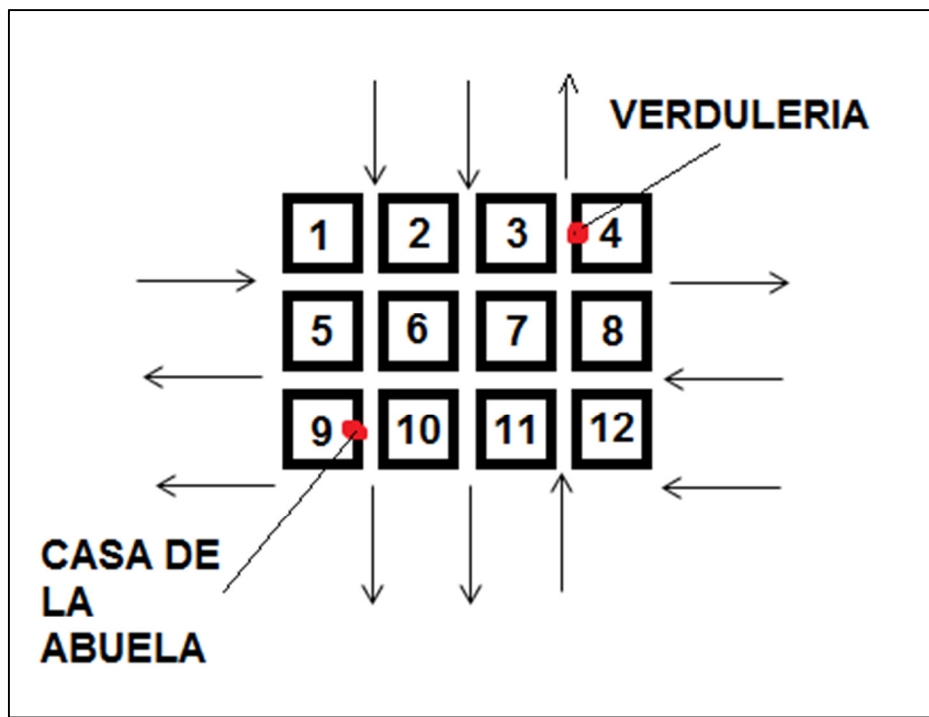 VERDULERIA
1 2 3 4
5 6 7 8
9 10 11 12
CASA DE
LA
ABUELA